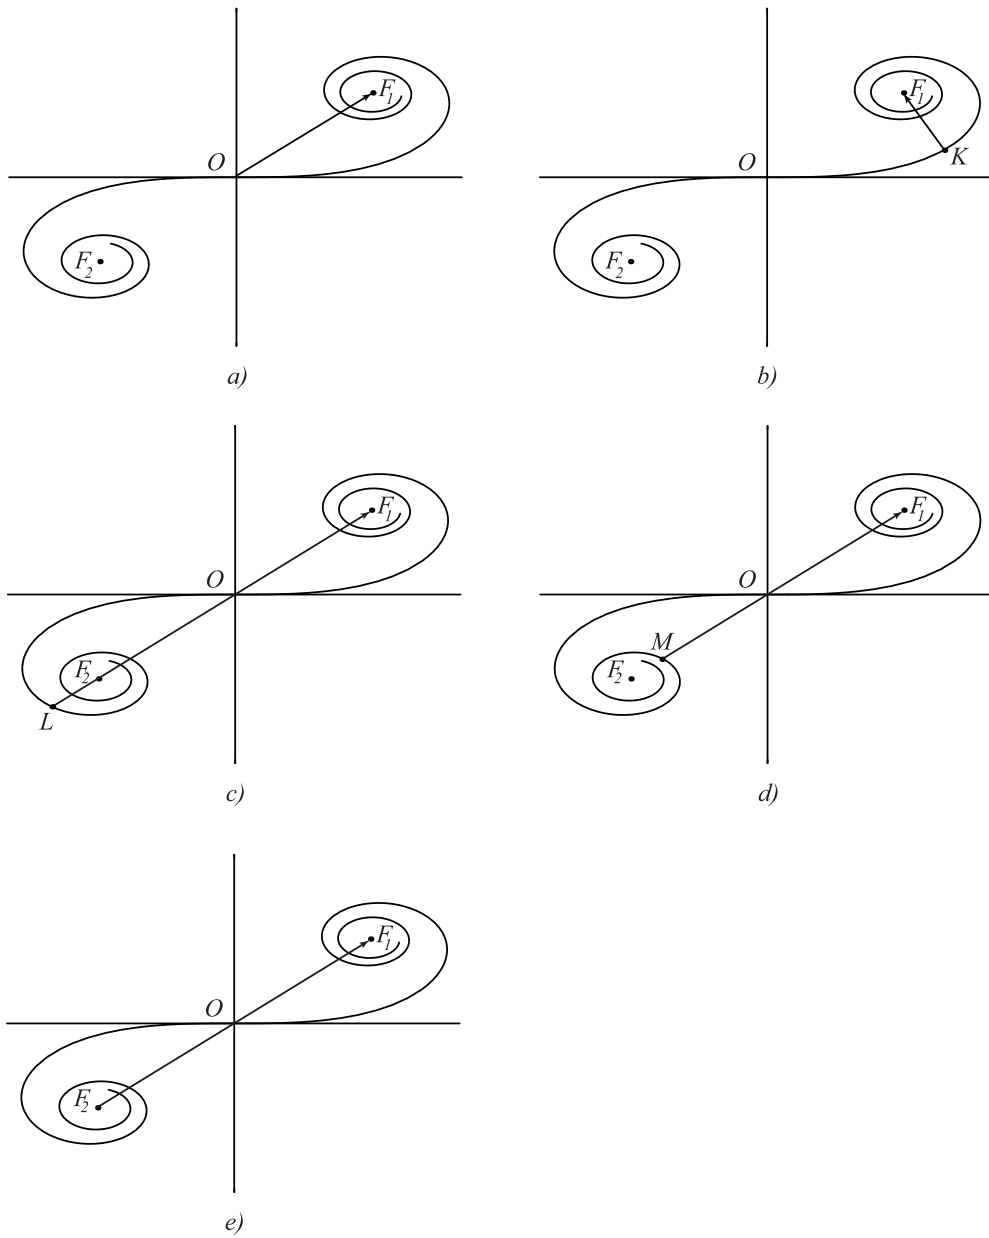 O F₁ F₂
a)
O F₁ K F₂
b)
O F₁ F₂ L
c)
O F₁ M F₂
d)
O F₁ F₂
e)